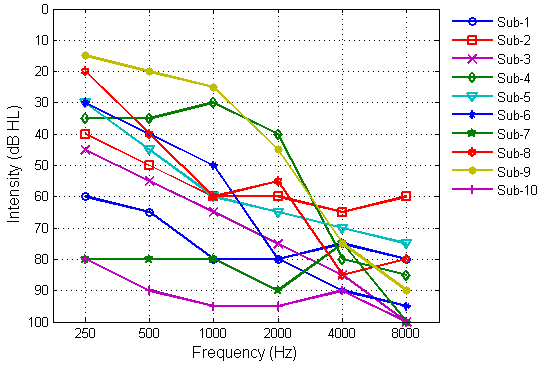 0
10
20
30
40
50
60
70
80
90
100
Intensity (dB HL)
250 500 1000 2000 4000 8000
Frequency (Hz)
Sub-1
Sub-2
Sub-3
Sub-4
Sub-5
Sub-6
Sub-7
Sub-8
Sub-9
Sub-10